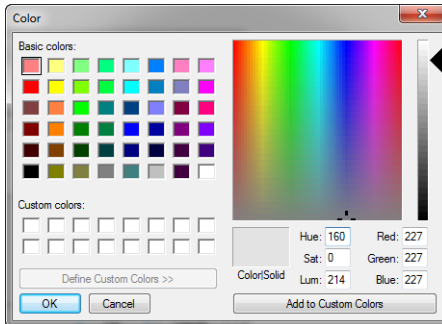 Color
Basic colors:
Custom colors:
Define Custom Colors >>
OK Cancel
Color|Solid
Hue: 160 Red: 227
Sat: 0 Green: 227
Lum: 214 Blue: 227
Add to Custom Colors